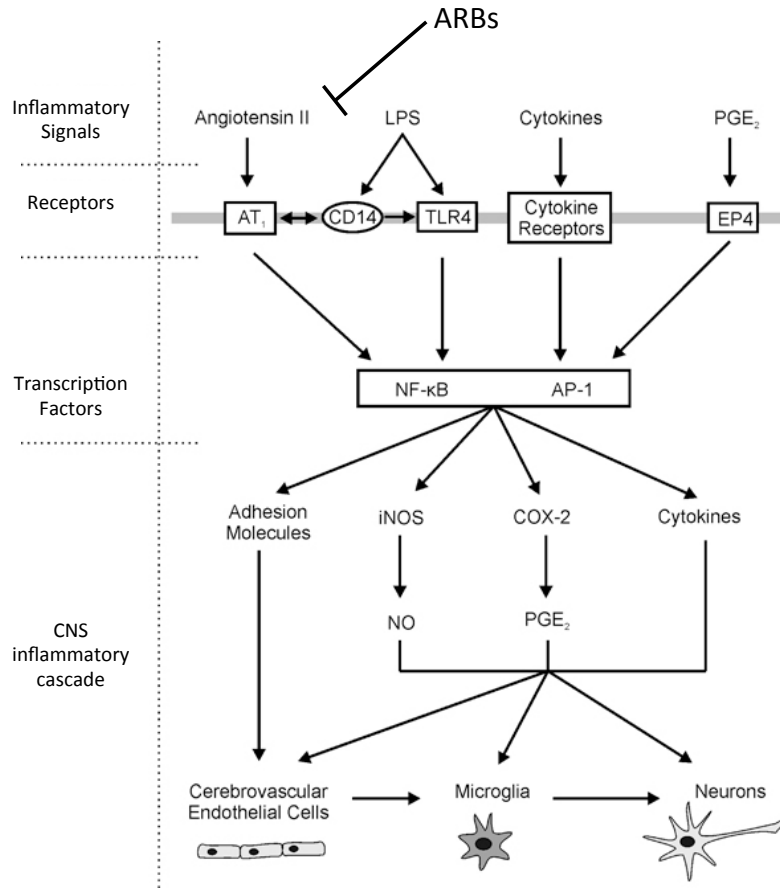 ARBs
Inflammatory
Signals
Angiotensin II
LPS
Cytokines
PGE₂
Receptors
AT₁
CD14
TLR4
Cytokine
Receptors
EP4
Transcription
Factors
NF-κB
AP-1
Adhesion
Molecules
iNOS
COX-2
Cytokines
NO
PGE₂
CNS
inflammatory
cascade
Cerebrovascular
Endothelial Cells
Microglia
Neurons